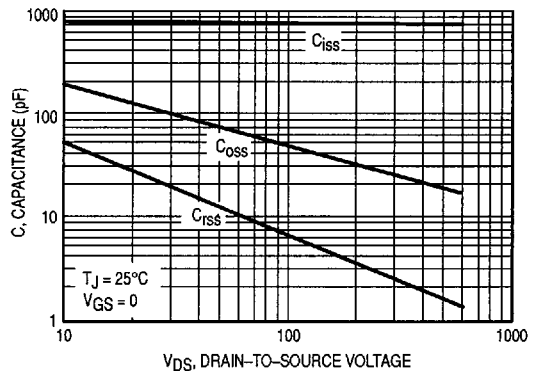 C, CAPACITANCE (pF)
1000
100
10
1
Ciss
Coss
Crss
TJ = 25°C
VGS = 0
10
100
1000
VDS, DRAIN–TO–SOURCE VOLTAGE